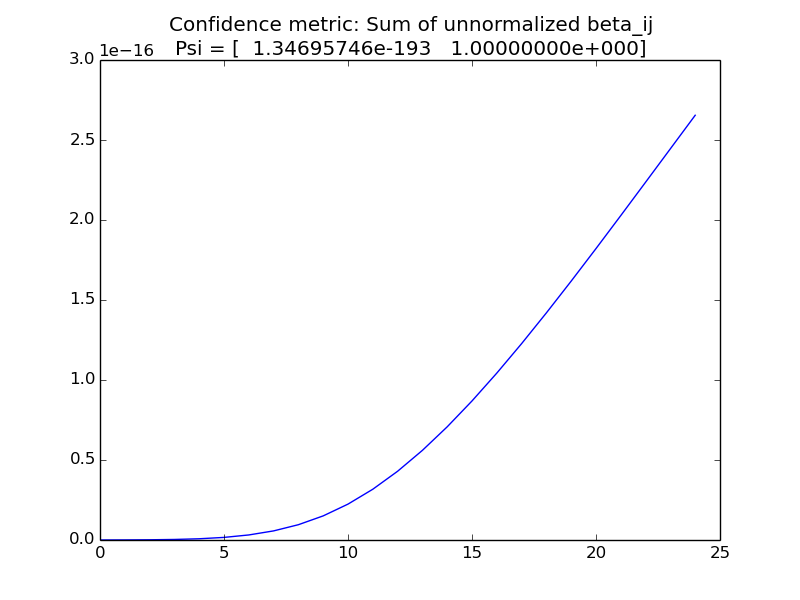 Confidence metric: Sum of unnormalized beta_ij
Psi = [  1.34695746e-193   1.00000000e+000]
1e−16
3.0
2.5
2.0
1.5
1.0
0.5
0.0
0 5 10 15 20 25